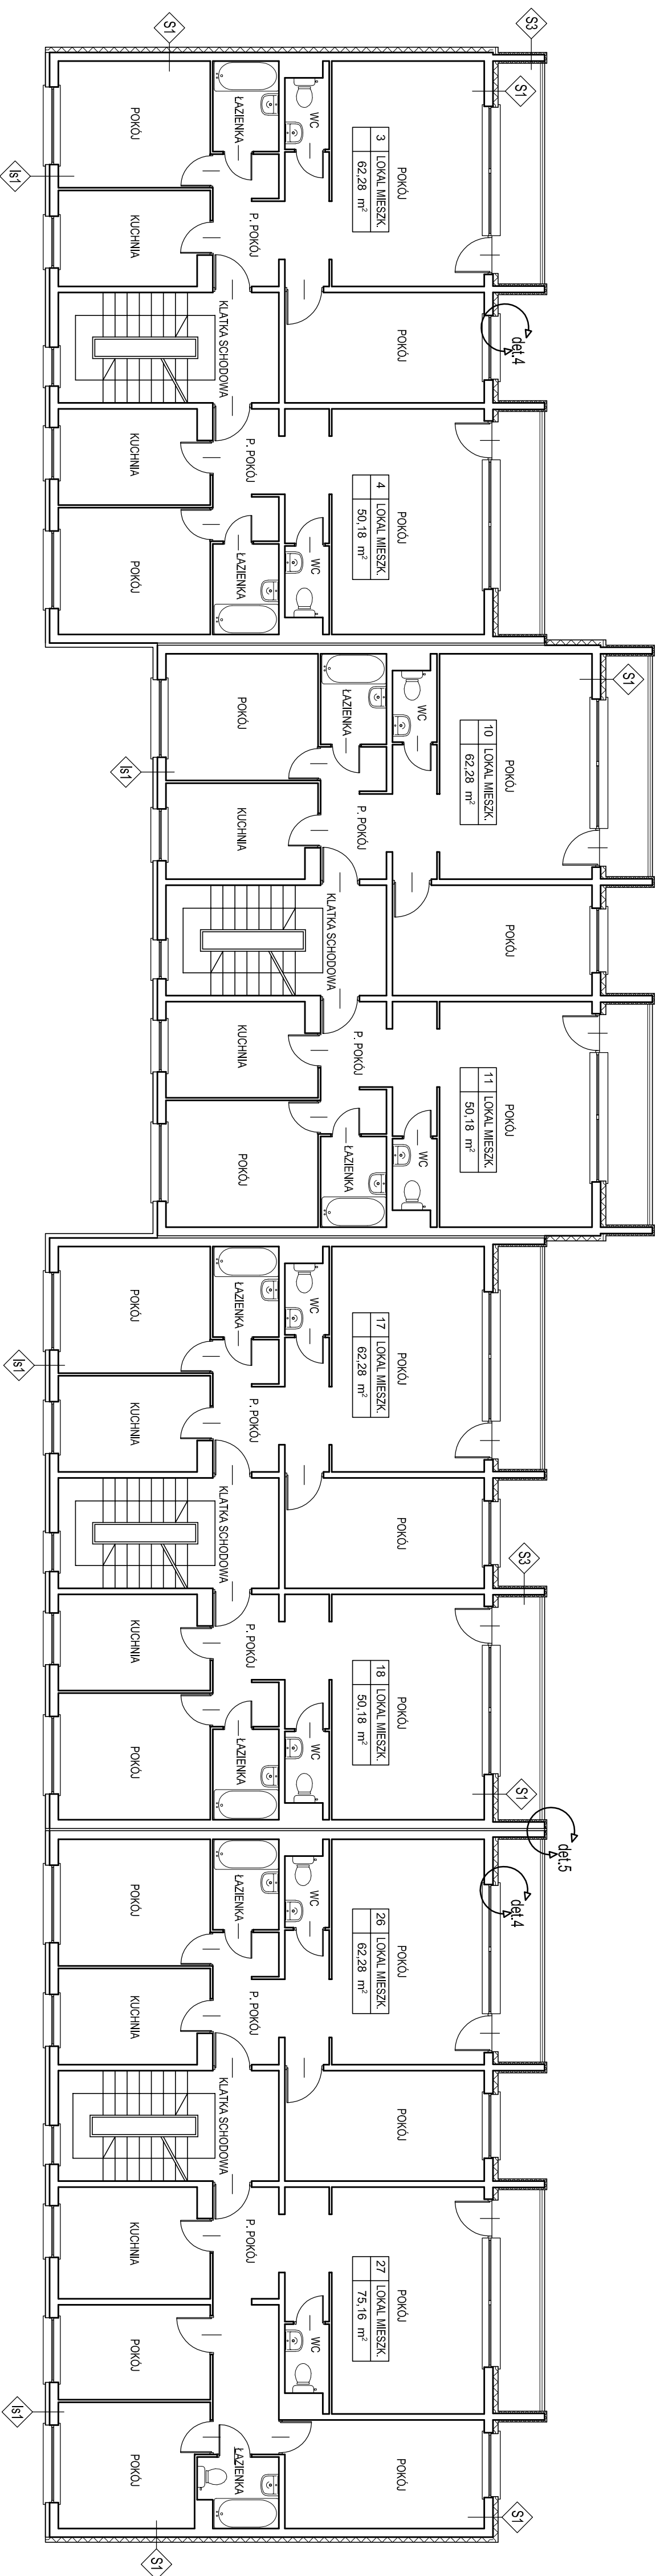 S1
S3
S1
POKÓJ
ŁAZIENKA
WC
POKÓJ
3 LOKAL MIESZK.
62,28 m²
Is1
KUCHNIA
P. POKÓJ
KLATKA SCHODOWA
POKÓJ
det.4
KUCHNIA
P. POKÓJ
POKÓJ
4 LOKAL MIESZK.
50,18 m²
POKÓJ
ŁAZIENKA
WC
S1
POKÓJ
ŁAZIENKA
WC
POKÓJ
10 LOKAL MIESZK.
62,28 m²
Is1
KUCHNIA
P. POKÓJ
KLATKA SCHODOWA
POKÓJ
KUCHNIA
P. POKÓJ
POKÓJ
11 LOKAL MIESZK.
50,18 m²
POKÓJ
ŁAZIENKA
WC
POKÓJ
ŁAZIENKA
WC
POKÓJ
17 LOKAL MIESZK.
62,28 m²
Is1
KUCHNIA
P. POKÓJ
KLATKA SCHODOWA
POKÓJ
S3
KUCHNIA
P. POKÓJ
POKÓJ
18 LOKAL MIESZK.
50,18 m²
POKÓJ
ŁAZIENKA
WC
S1
det.5
det.4
POKÓJ
ŁAZIENKA
WC
POKÓJ
26 LOKAL MIESZK.
62,28 m²
KUCHNIA
P. POKÓJ
KLATKA SCHODOWA
POKÓJ
KUCHNIA
P. POKÓJ
POKÓJ
27 LOKAL MIESZK.
75,16 m²
POKÓJ
WC
Is1
POKÓJ
ŁAZIENKA
POKÓJ
S1
S1